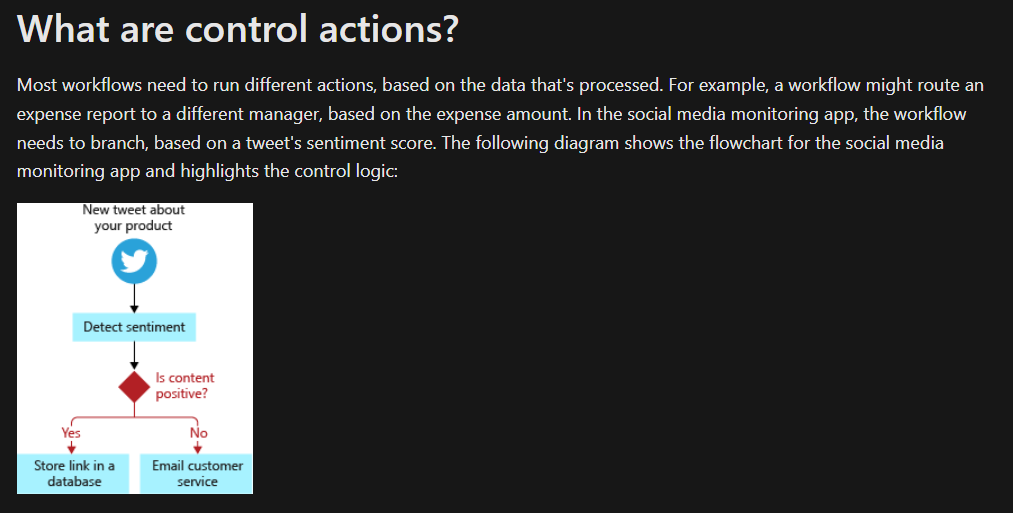 What are control actions?
Most workflows need to run different actions, based on the data that's processed. For example, a workflow might route an
expense report to a different manager, based on the expense amount. In the social media monitoring app, the workflow
needs to branch, based on a tweet's sentiment score. The following diagram shows the flowchart for the social media
monitoring app and highlights the control logic:
New tweet about
your product
Detect sentiment
Is content
positive?
Yes
No
Store link in a
database
Email customer
service